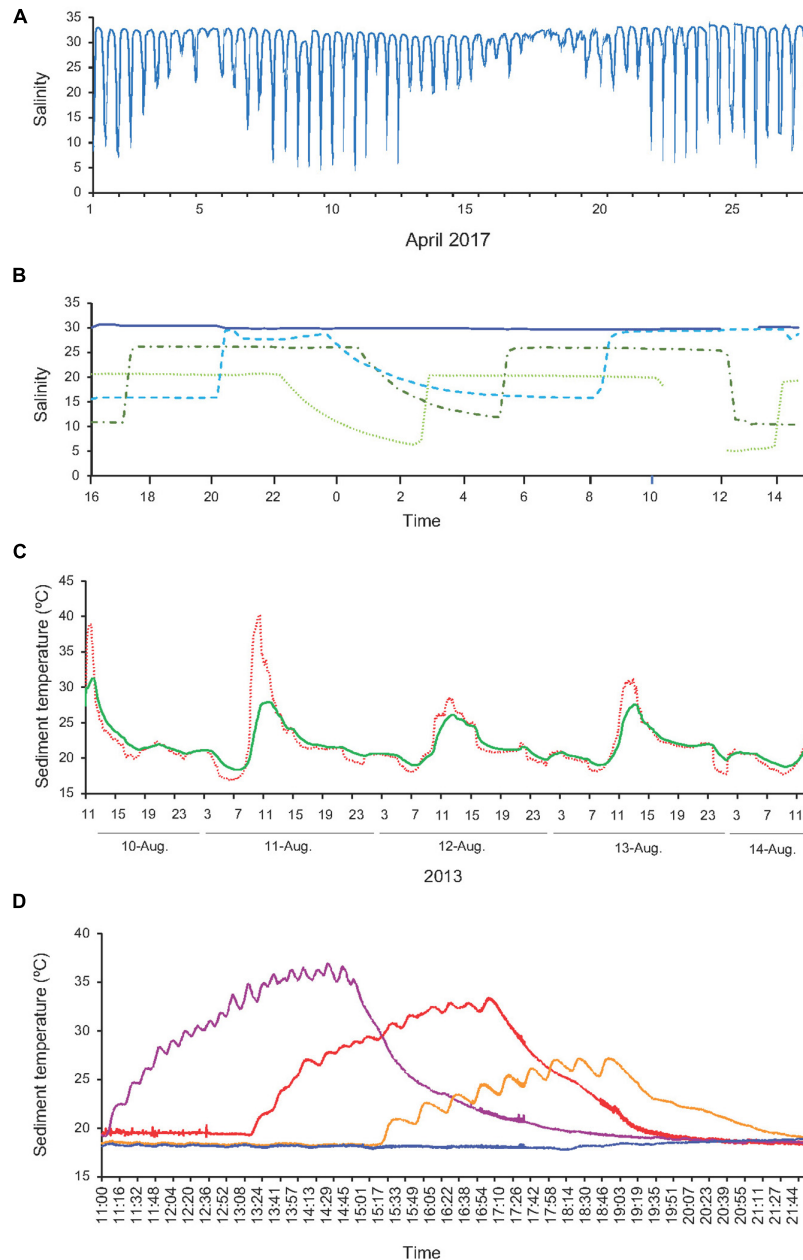 A
35
30
25
20
15
10
5
0
Salinity
1 5 10 15 20 25
April 2017
B
35
30
25
20
15
10
5
0
Salinity
16 18 20 22 0 2 4 6 8 10 12 14
Time
C
45
40
35
30
25
20
15
Sediment temperature (ºC)
11 15 19 23 3 7 11 15 19 23 3 7 11 15 19 23 3 7 11 15 19 23 3 7 11
10-Aug. 11-Aug. 12-Aug. 13-Aug. 14-Aug.
2013
D
40
35
30
25
20
15
Sediment temperature (ºC)
11:00 11:16 11:32 11:48 12:04 12:20 12:36 12:52 13:08 13:24 13:41 13:57 14:13 14:29 14:45 15:01 15:17 15:33 15:49 16:05 16:22 16:38 16:54 17:10 17:26 17:42 17:58 18:14 18:30 18:46 19:03 19:19 19:35 19:51 20:07 20:23 20:39 20:55 21:11 21:27 21:44
Time